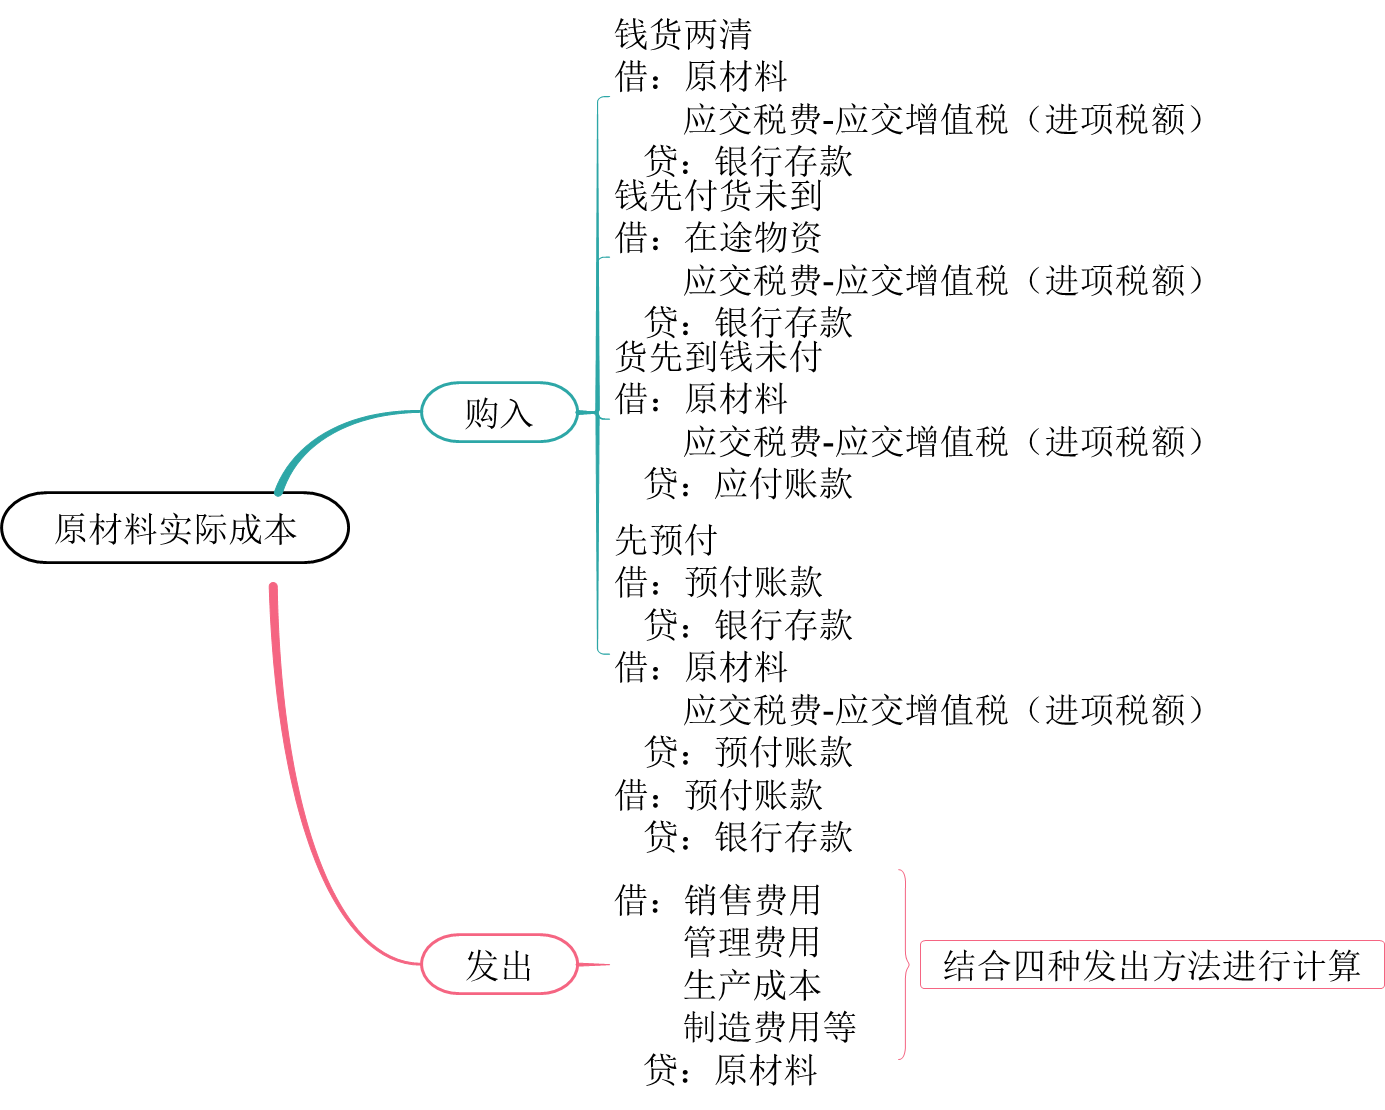 原材料实际成本
购入
钱货两清
借：原材料
应交税费-应交增值税（进项税额）
贷：银行存款
钱先付货未到
借：在途物资
应交税费-应交增值税（进项税额）
贷：银行存款
货先到钱未付
借：原材料
应交税费-应交增值税（进项税额）
贷：应付账款
先预付
借：预付账款
贷：银行存款
借：原材料
应交税费-应交增值税（进项税额）
贷：预付账款
借：预付账款
贷：银行存款
发出
借：销售费用
管理费用
生产成本
制造费用等
贷：原材料
结合四种发出方法进行计算